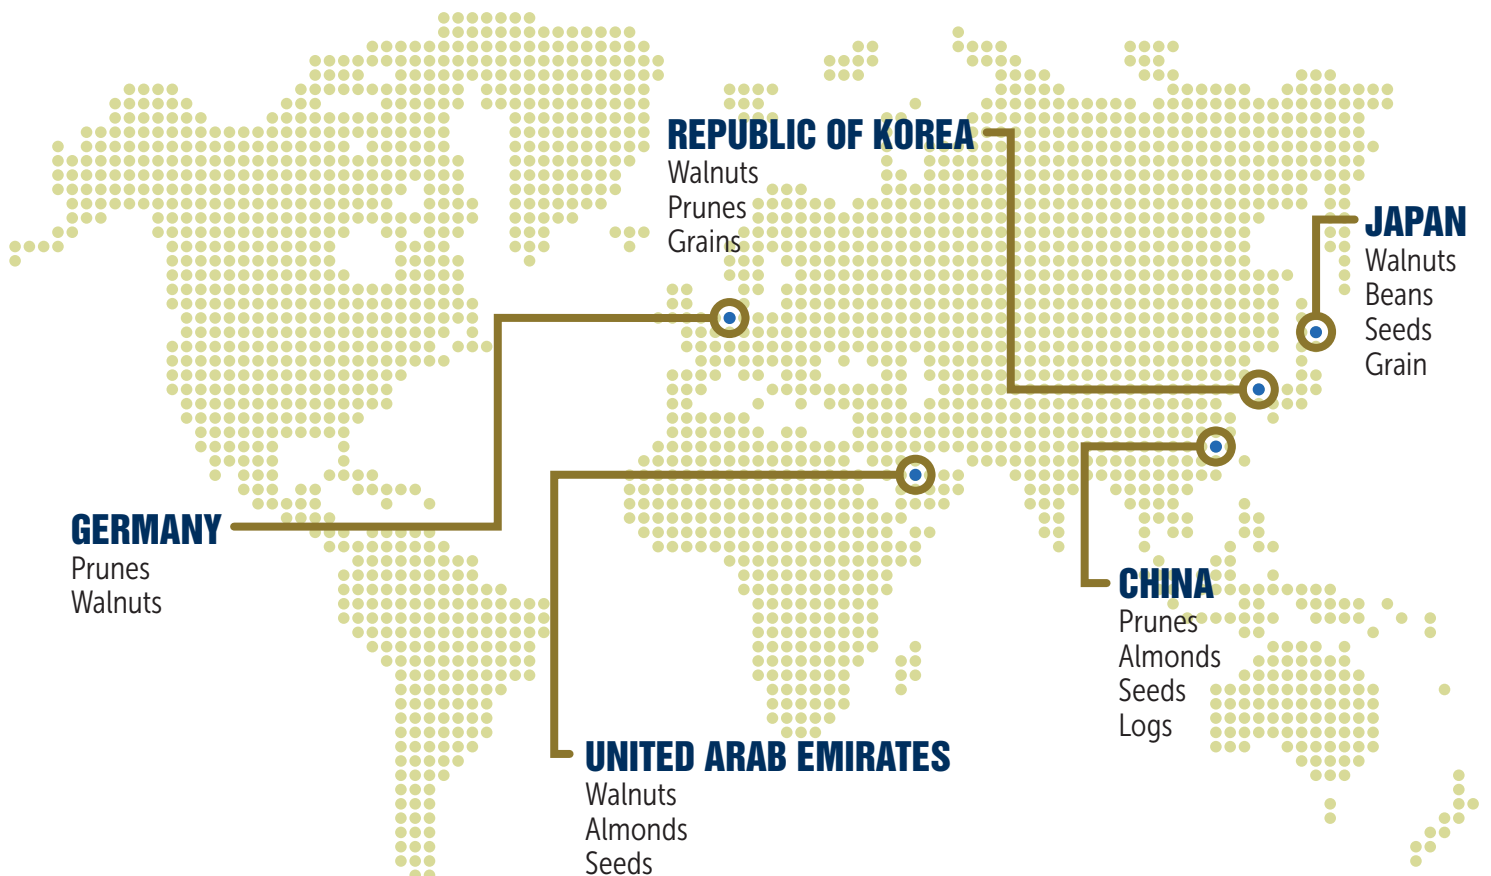 REPUBLIC OF KOREA
Walnuts
Prunes
Grains
JAPAN
Walnuts
Beans
Seeds
Grain
GERMANY
Prunes
Walnuts
CHINA
Prunes
Almonds
Seeds
Logs
UNITED ARAB EMIRATES
Walnuts
Almonds
Seeds